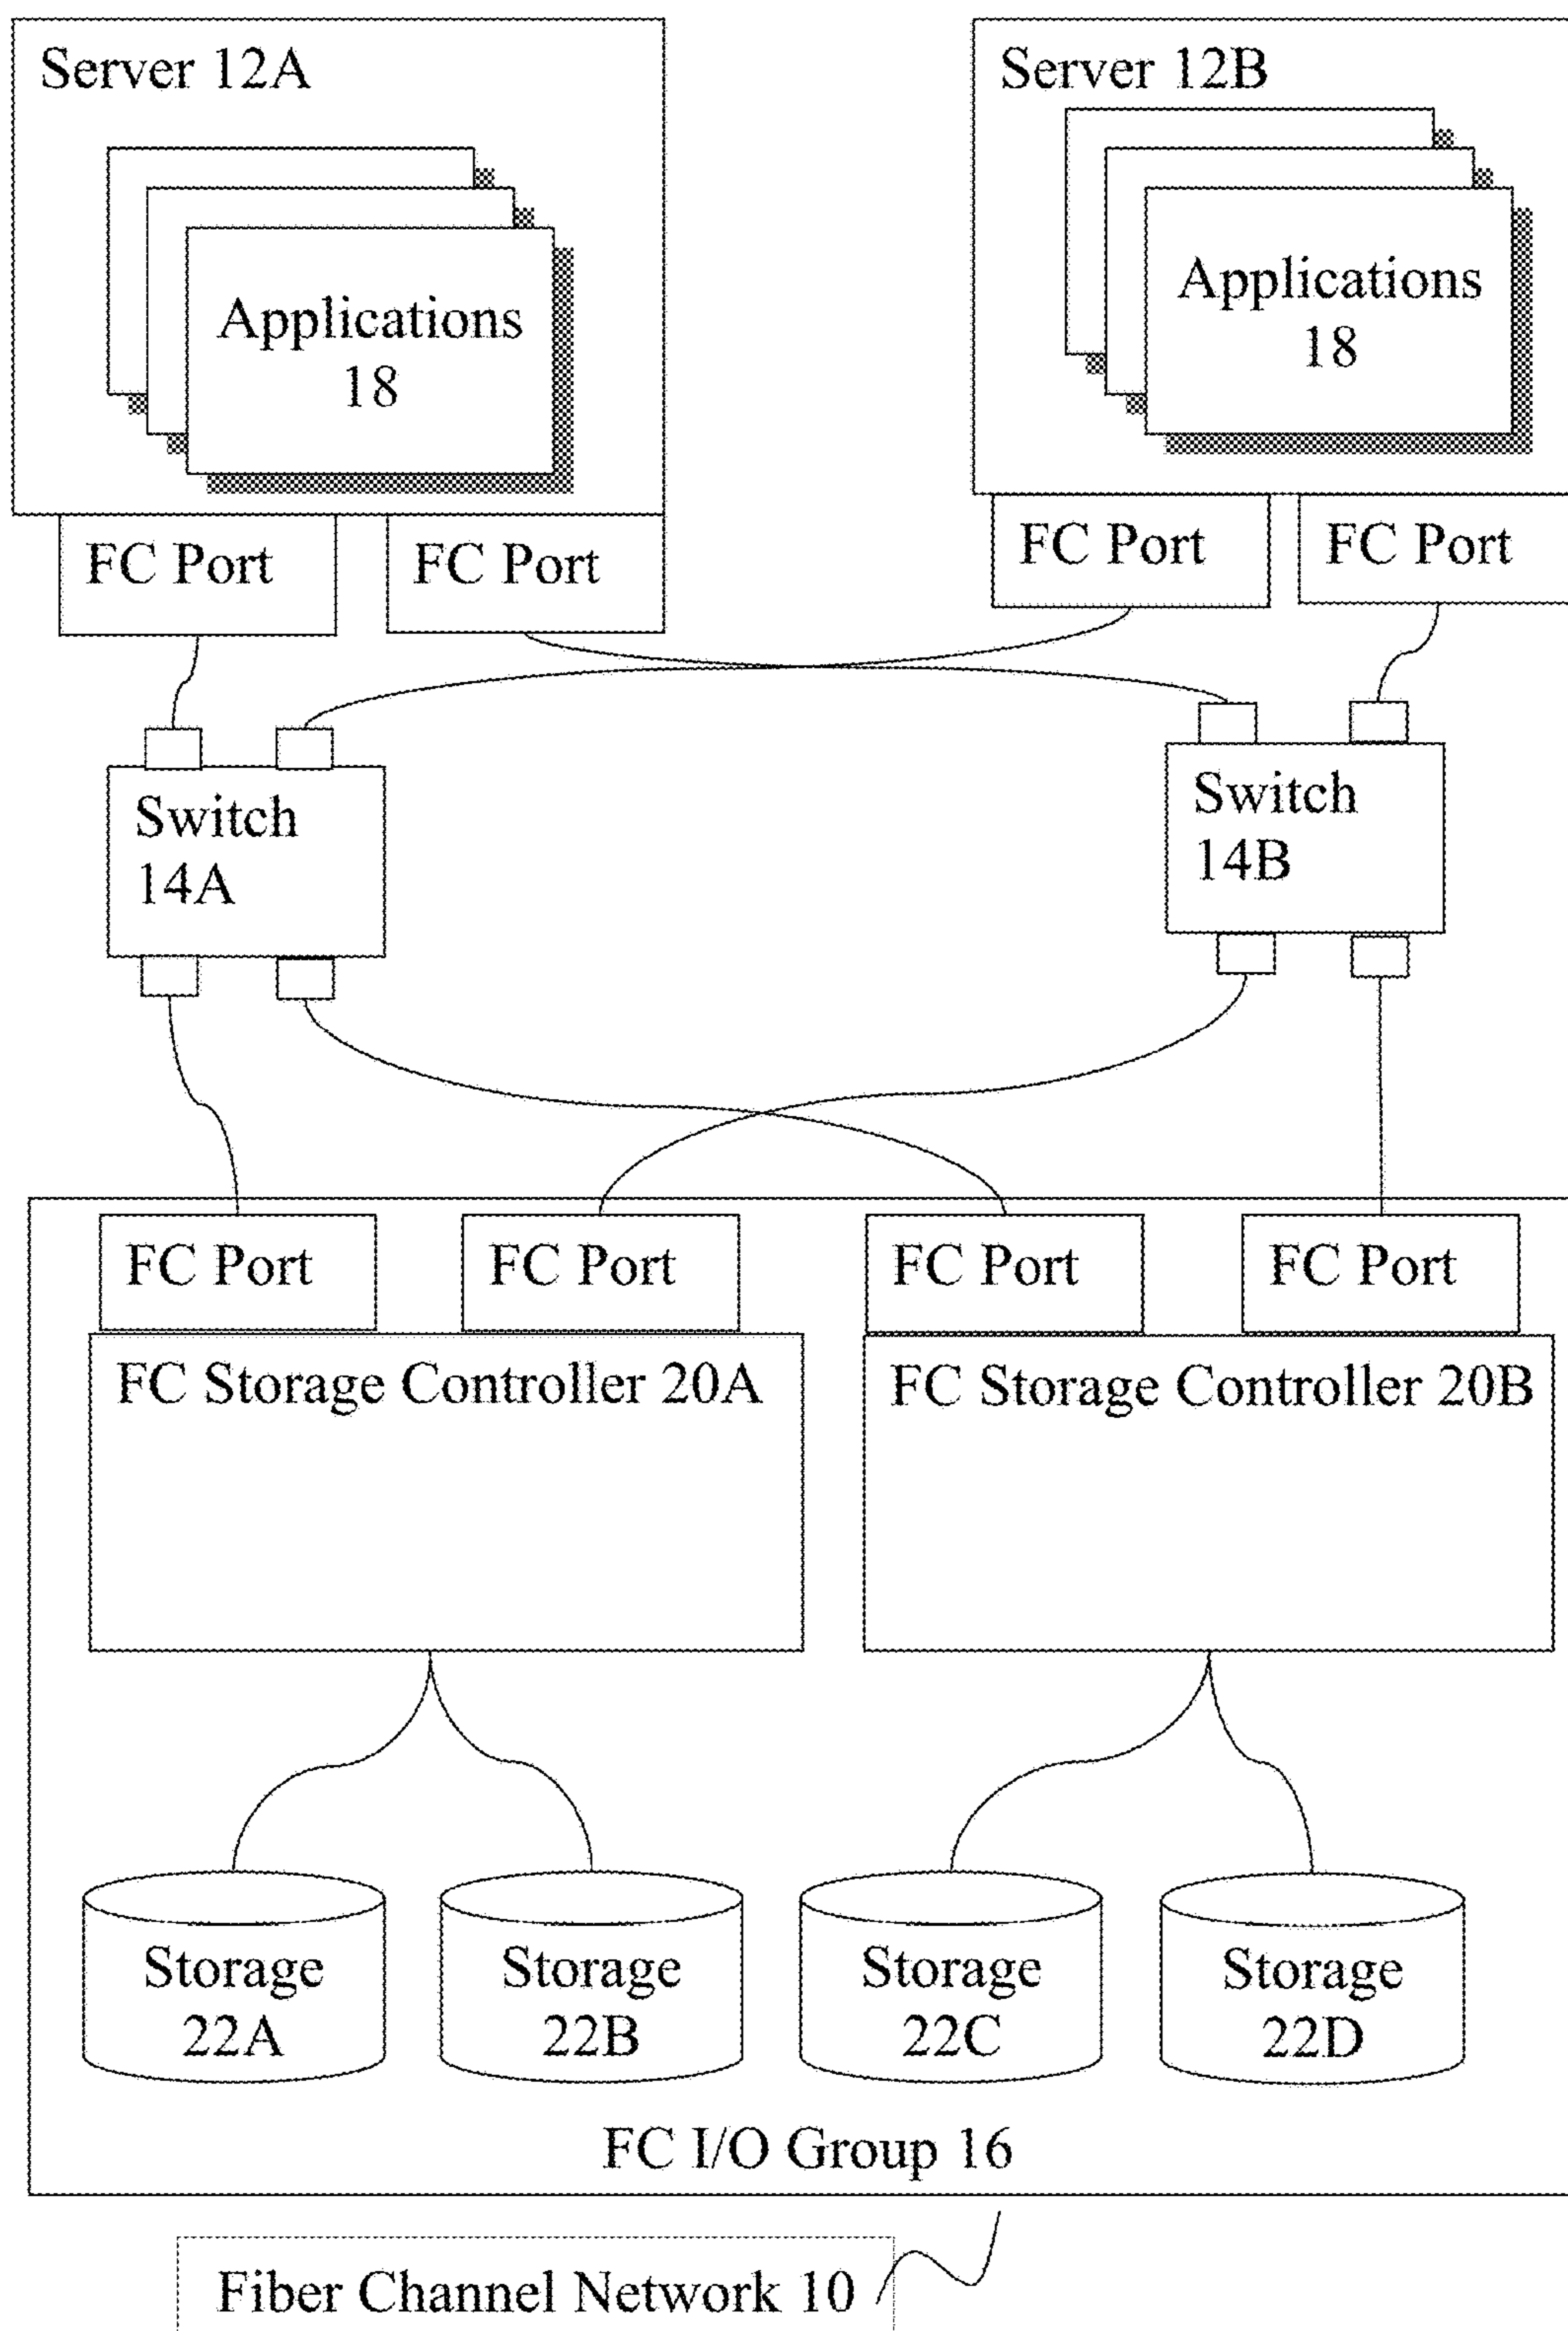 Server 12A
Applications
18
FC Port
FC Port
Server 12B
Applications
18
FC Port
FC Port
Switch
14A
Switch
14B
FC Port
FC Port
FC Port
FC Port
FC Storage Controller 20A
FC Storage Controller 20B
Storage
22A
Storage
22B
Storage
22C
Storage
22D
FC I/O Group 16
Fiber Channel Network 10